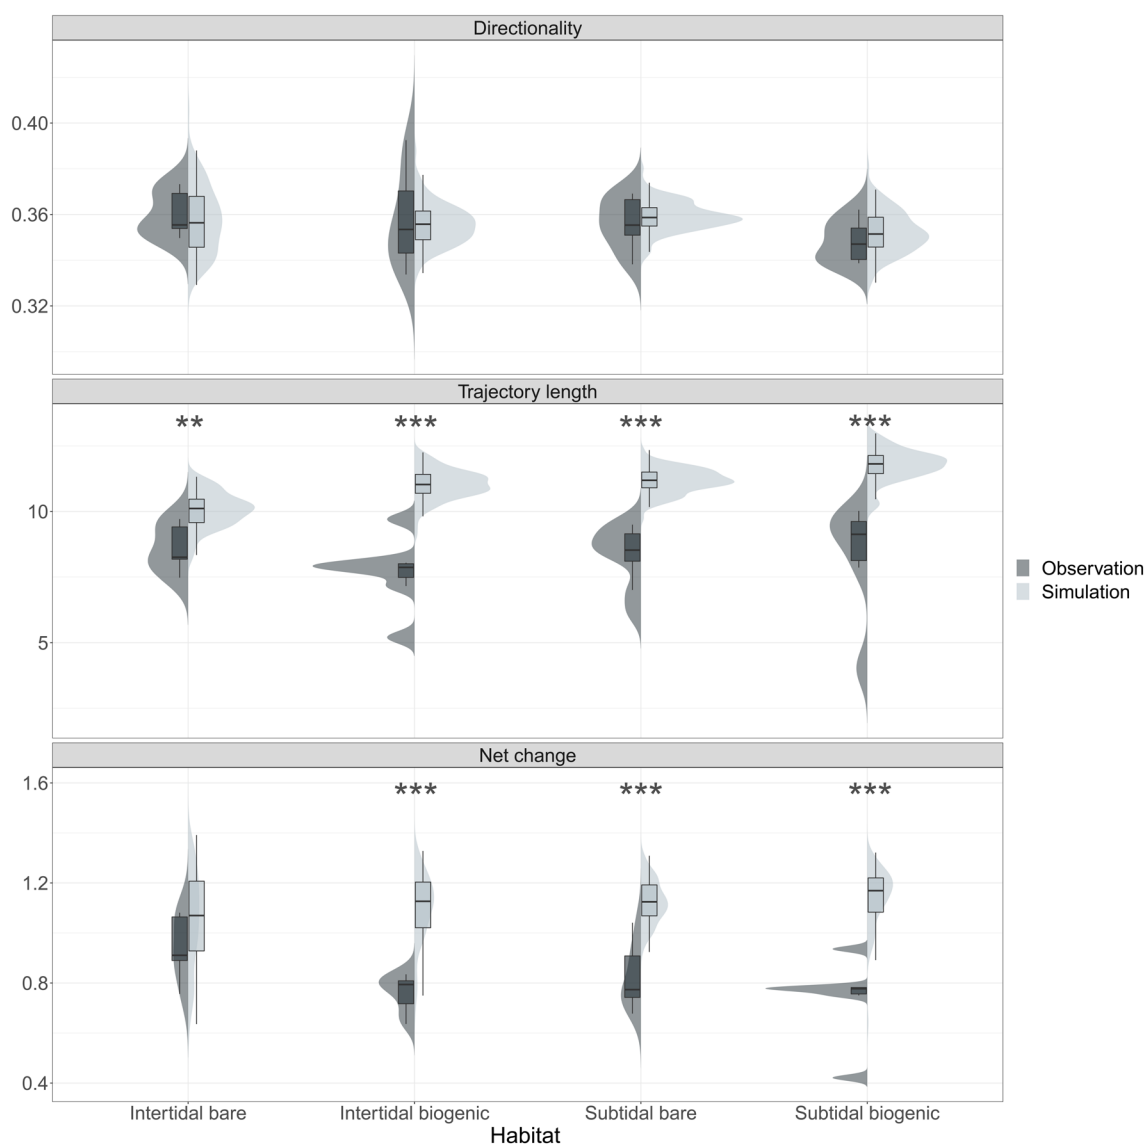 Directionality
0.40
0.36
0.32
Trajectory length
** *** *** ***
10
5
Observation
Simulation
Net change
1.6
*** *** ***
1.2
0.8
0.4
Intertidal bare Intertidal biogenic Subtidal bare Subtidal biogenic
Habitat